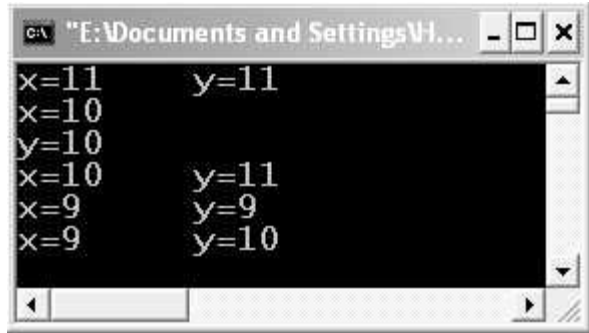 "E:\Documents and Settings\H...
x=11 y=11
x=10
y=10
x=10 y=11
x=9 y=9
x=9 y=10